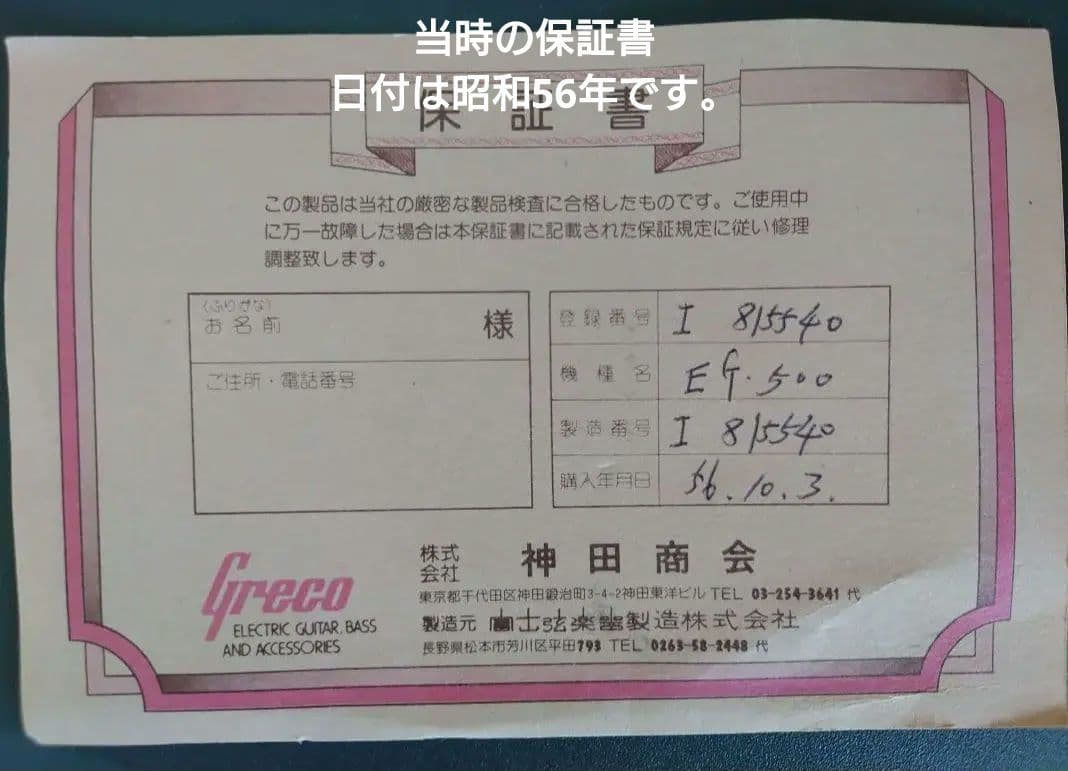 当時の保証書
日付は昭和56年です。
保証書
この製品は当社の厳密な製品検査に合格したものです。ご使用中
に万一故障した場合は本保証書に記載された保証規定に従い修理
調整致します。
(ふりがな)
お名前 様
ご住所・電話番号
登録番号 I 815540
機種名 EG.500
製造番号 I 815540
購入年月日 56.10.3.
Greco
ELECTRIC GUITAR, BASS
AND ACCESSORIES
株式会社 神田商会
東京都千代田区神田鍛冶町3-4-2神田東洋ビル TEL 03-254-3641 代
製造元 富士弦楽器製造株式会社
長野県松本市芳川区平田793 TEL 0263-58-2448 代